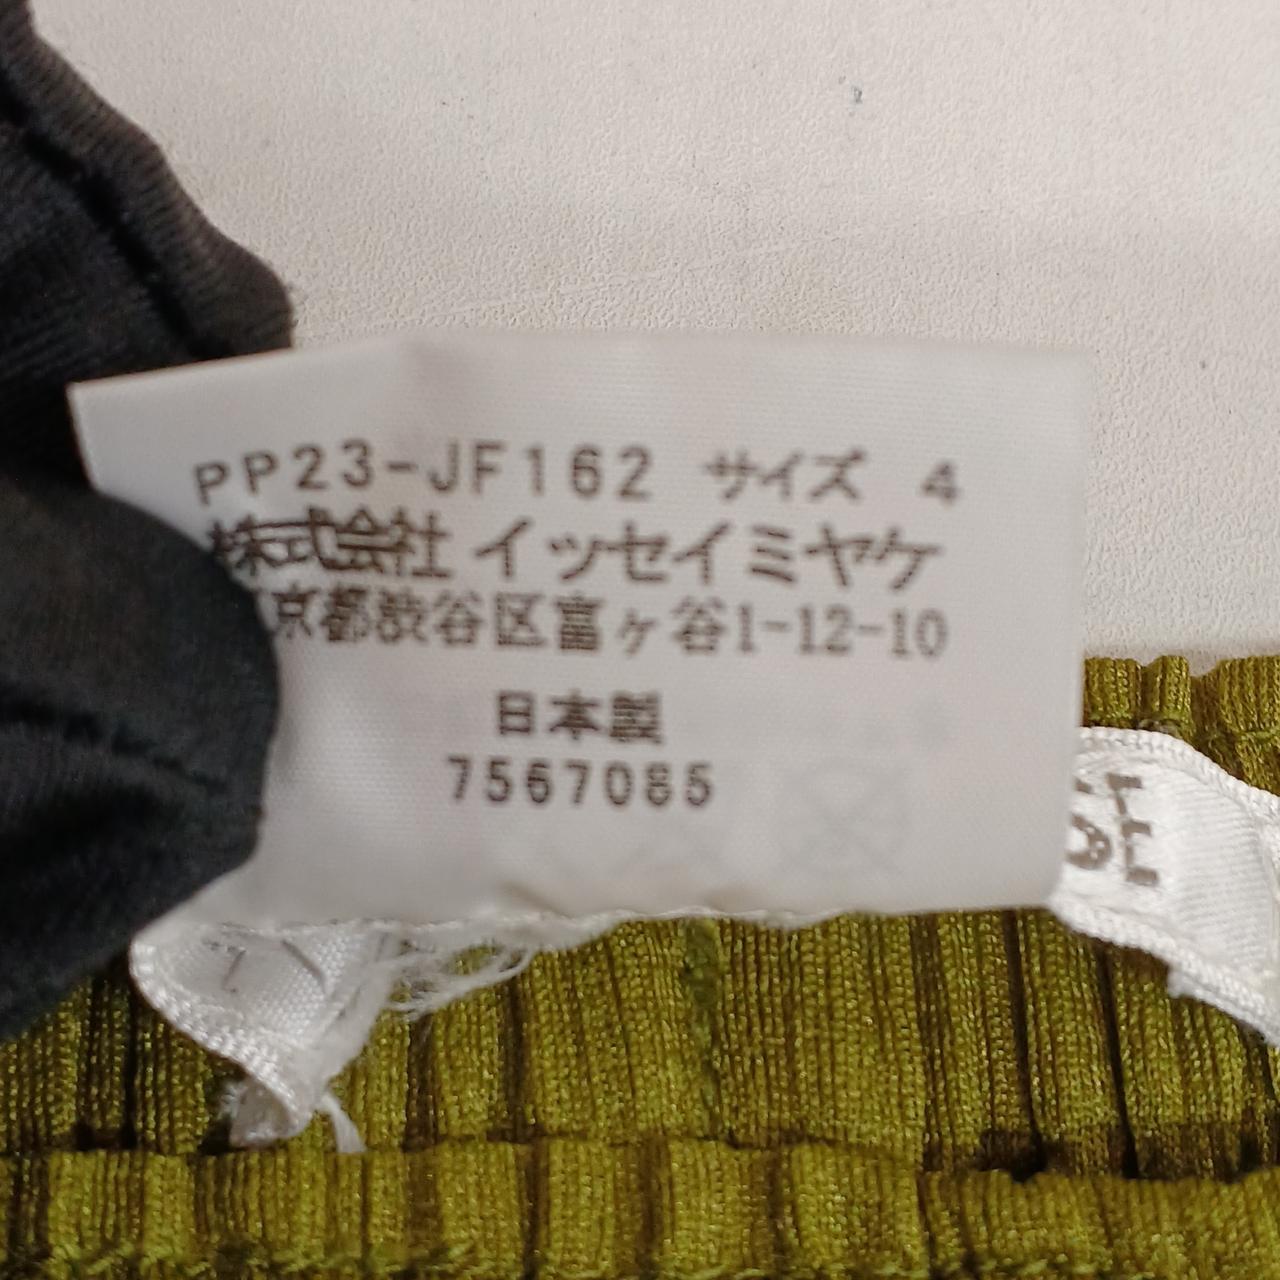 PP23-JF162 サイズ 4
株式会社 イッセイミヤケ
京都渋谷区富ヶ谷1-12-10
日本製
7567085